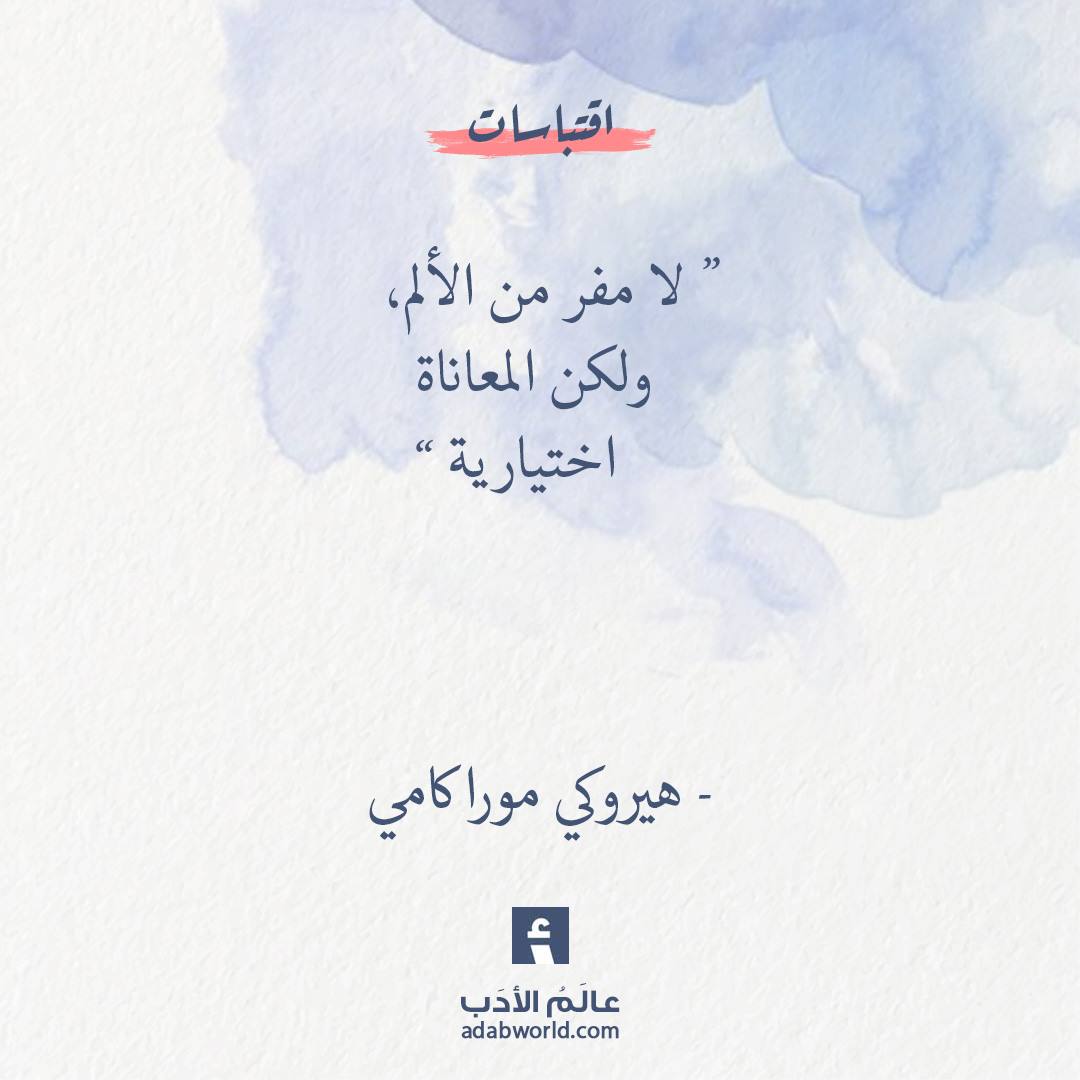 اقتباسات
” لا مفر من الألم،
ولكن المعاناة
اختيارية “
- هيروكي موراكامي
أ
عالَمُ الأدَب
adabworld.com